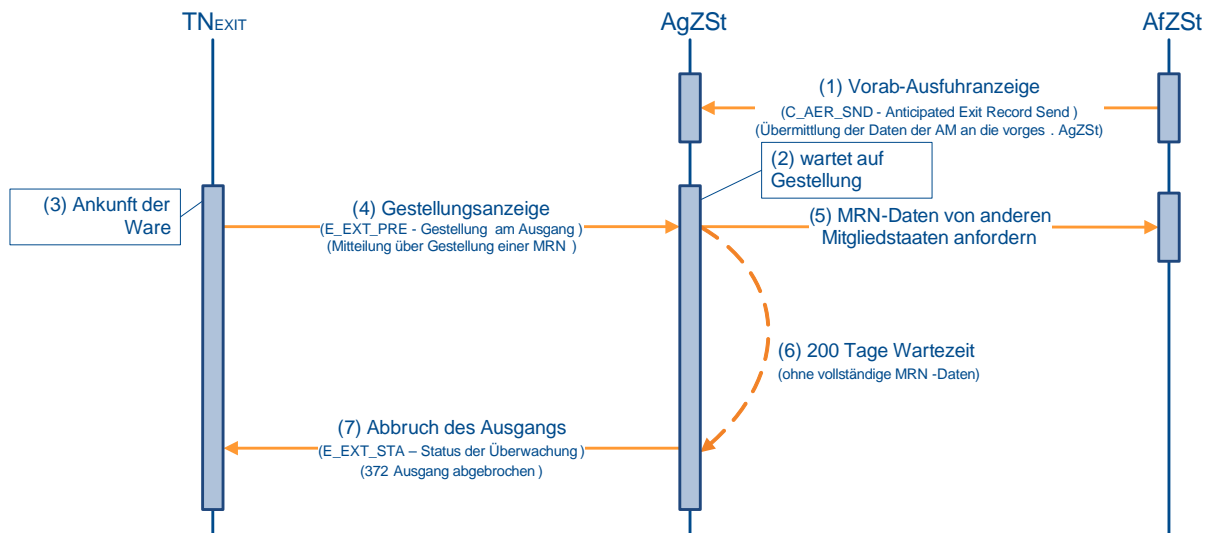 TNEXIT
AgZSt
AfZSt
(1) Vorab-Ausfuhranzeige
(C_AER_SND - Anticipated Exit Record Send )
(Übermittlung der Daten der AM an die vorges . AgZSt)
(2) wartet auf
Gestellung
(3) Ankunft der
Ware
(4) Gestellungsanzeige
(E_EXT_PRE - Gestellung am Ausgang )
(Mitteilung über Gestellung einer MRN )
(5) MRN-Daten von anderen
Mitgliedstaaten anfordern
(6) 200 Tage Wartezeit
(ohne vollständige MRN -Daten)
(7) Abbruch des Ausgangs
(E_EXT_STA – Status der Überwachung )
(372 Ausgang abgebrochen )